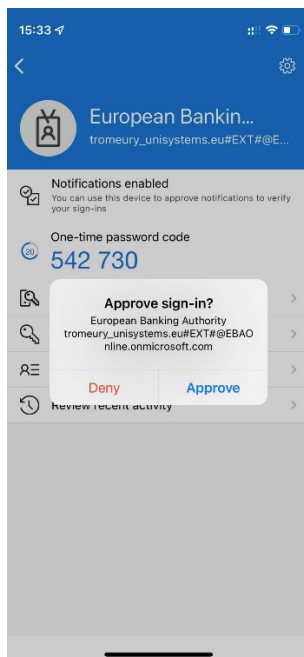 15:33
European Bankin...
tromeury_unisystems.eu#EXT#@E...
Notifications enabled
You can use this device to approve notifications to verify
your sign-ins
One-time password code
20
542 730
Approve sign-in?
European Banking Authority
tromeury_unisystems.eu#EXT#@EBAO
nline.onmicrosoft.com
Deny
Approve
Review recent activity